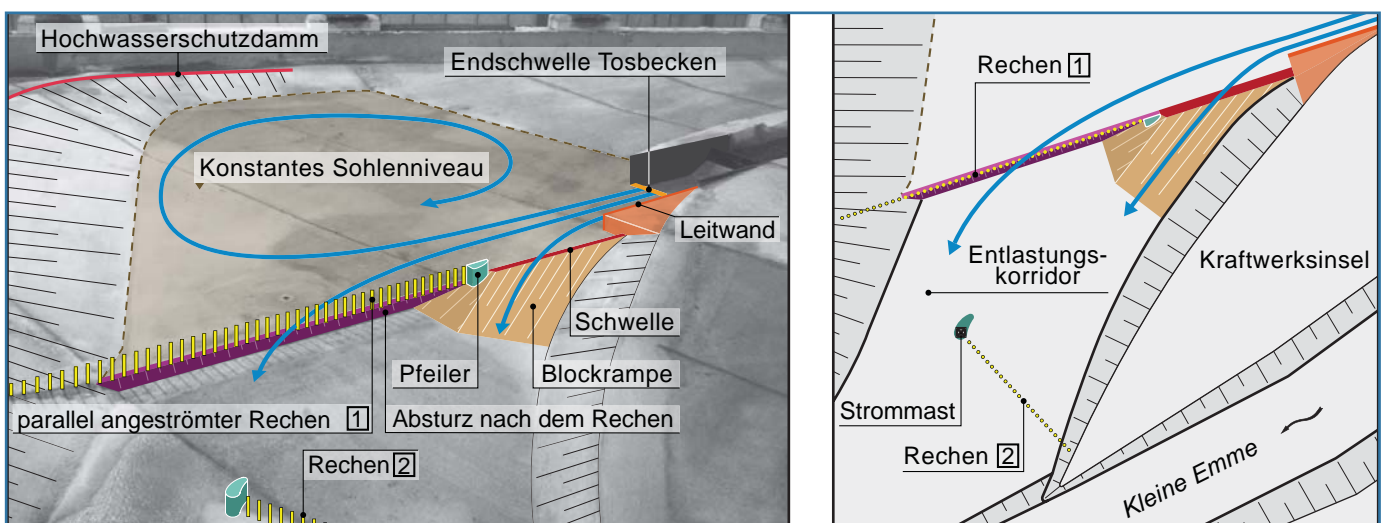 Hochwasserschutzdamm
Endschwelle Tosbecken
Konstantes Sohlenniveau
Leitwand
Schwelle
Pfeiler
Blockrampe
parallel angeströmter Rechen 1
Absturz nach dem Rechen
Rechen 2
Rechen 1
Entlastungs-
korridor
Kraftwerksinsel
Strommast
Rechen 2
Kleine Emme